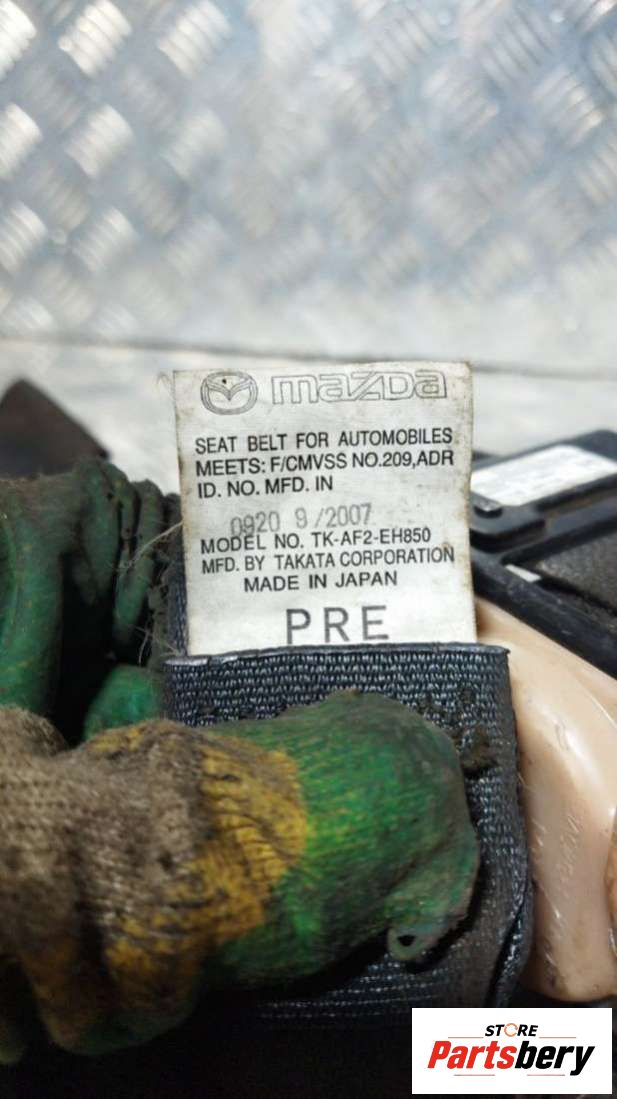 mazda
SEAT BELT FOR AUTOMOBILES
MEETS: F/CMVSS NO.209,ADR
ID. NO. MFD. IN
0920 9/2007
MODEL NO. TK-AF2-EH850
MFD. BY TAKATA CORPORATION
MADE IN JAPAN
PRE
STORE
Partsbery